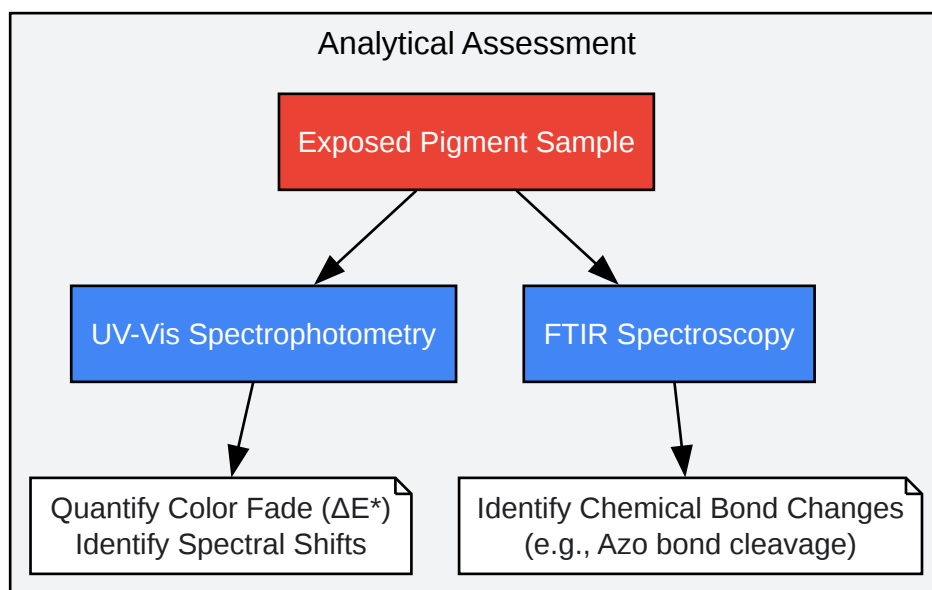 Analytical Assessment
Exposed Pigment Sample
UV-Vis Spectrophotometry
FTIR Spectroscopy
Quantify Color Fade (ΔE*)
Identify Spectral Shifts
Identify Chemical Bond Changes
(e.g., Azo bond cleavage)